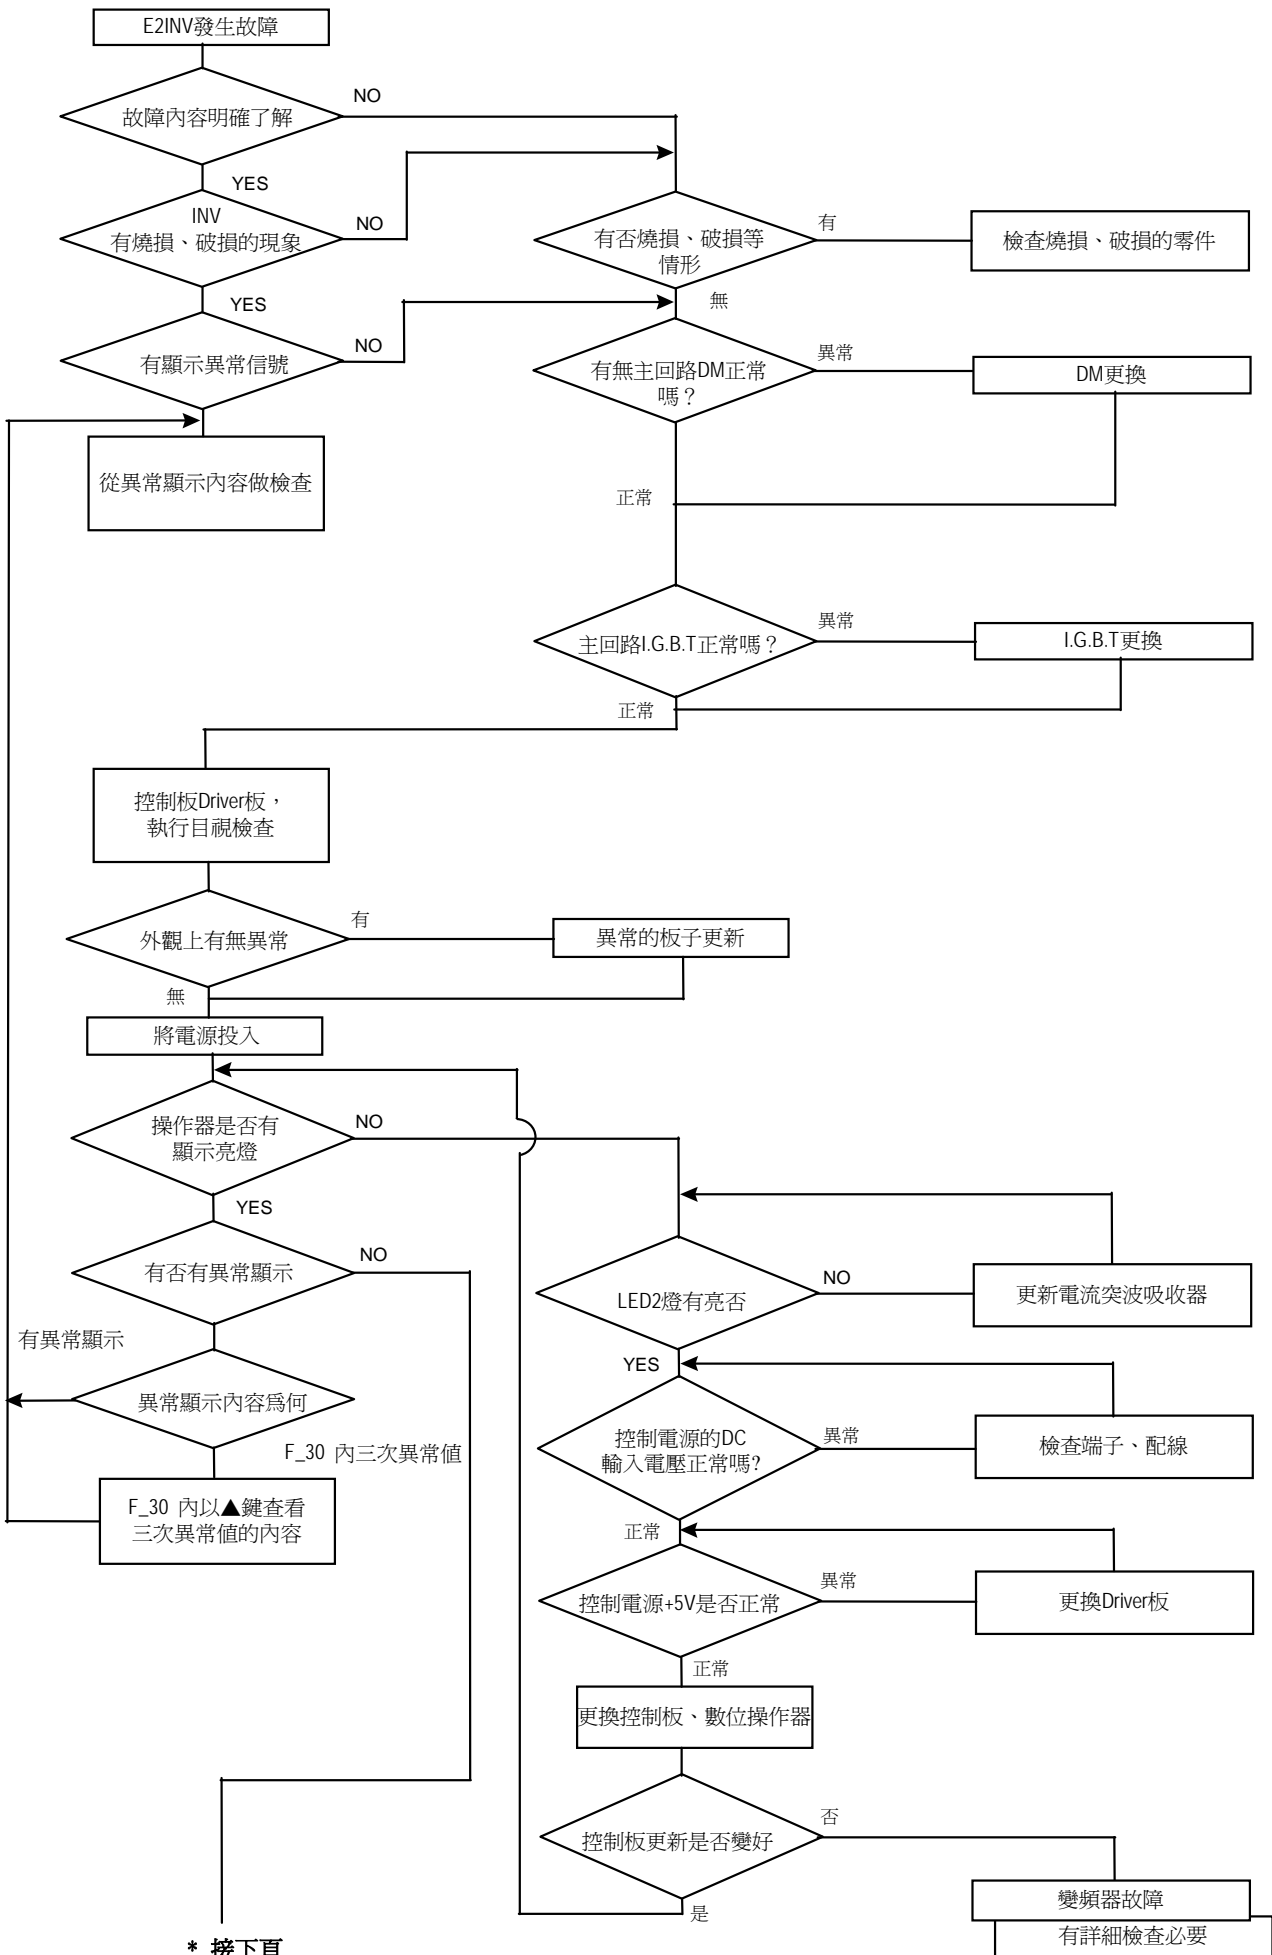 E2INV發生故障
NO
故障內容明確了解
YES
INV
有燒損、破損的現象
NO
有否燒損、破損等
情形
有
檢查燒損、破損的零件
YES
無
有顯示異常信號
NO
有無主回路DM正常
嗎？
異常
DM更換
從異常顯示內容做檢查
正常
主回路I.G.B.T正常嗎？
異常
I.G.B.T更換
正常
控制板Driver板，
執行目視檢查
外觀上有無異常
有
異常的板子更新
無
將電源投入
操作器是否有
顯示亮燈
NO
YES
有否有異常顯示
NO
LED2燈有亮否
NO
更新電流突波吸收器
有異常顯示
YES
異常顯示內容爲何
F_30 內三次異常值
控制電源的DC
輸入電壓正常嗎?
異常
檢查端子、配線
F_30 內以▲鍵查看
三次異常值的內容
正常
控制電源+5V是否正常
異常
更換Driver板
正常
更換控制板、數位操作器
控制板更新是否變好
否
是
變頻器故障
有詳細檢查必要
* 接下頁